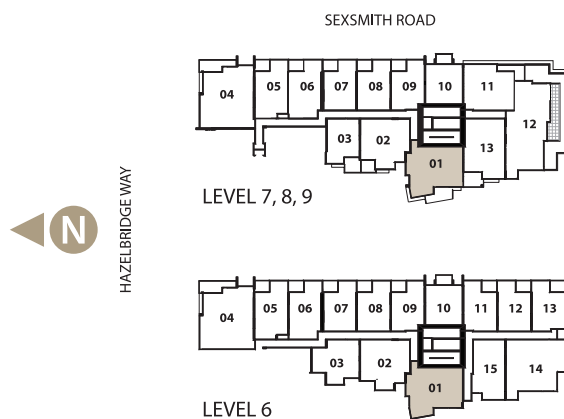 SEXSMITH ROAD
04 05 06 07 08 09 10 11
12
03 02 01 13
LEVEL 7, 8, 9
N
HAZELBRIDGE WAY
04 05 06 07 08 09 10 11 12 13
03 02 01 15 14
LEVEL 6